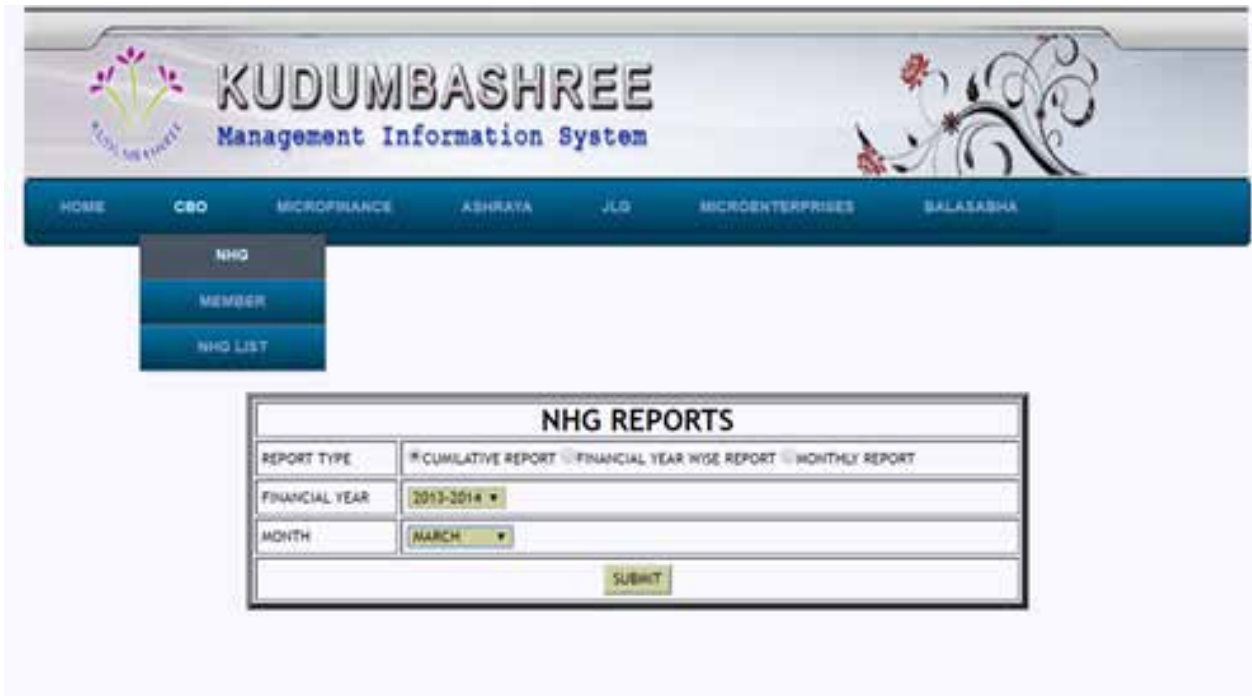 KUDUMBASHREE
KUDUMBASHREE
Management Information System
HOME CBO MICROFINANCE ASHRAYA JLG MICROENTERPRISES BALASABHA
NHG
MEMBER
NHG LIST
NHG REPORTS
REPORT TYPE CUMILATIVE REPORT FINANCIAL YEAR WISE REPORT MONTHLY REPORT
FINANCIAL YEAR 2013-2014
MONTH MARCH
SUBMIT